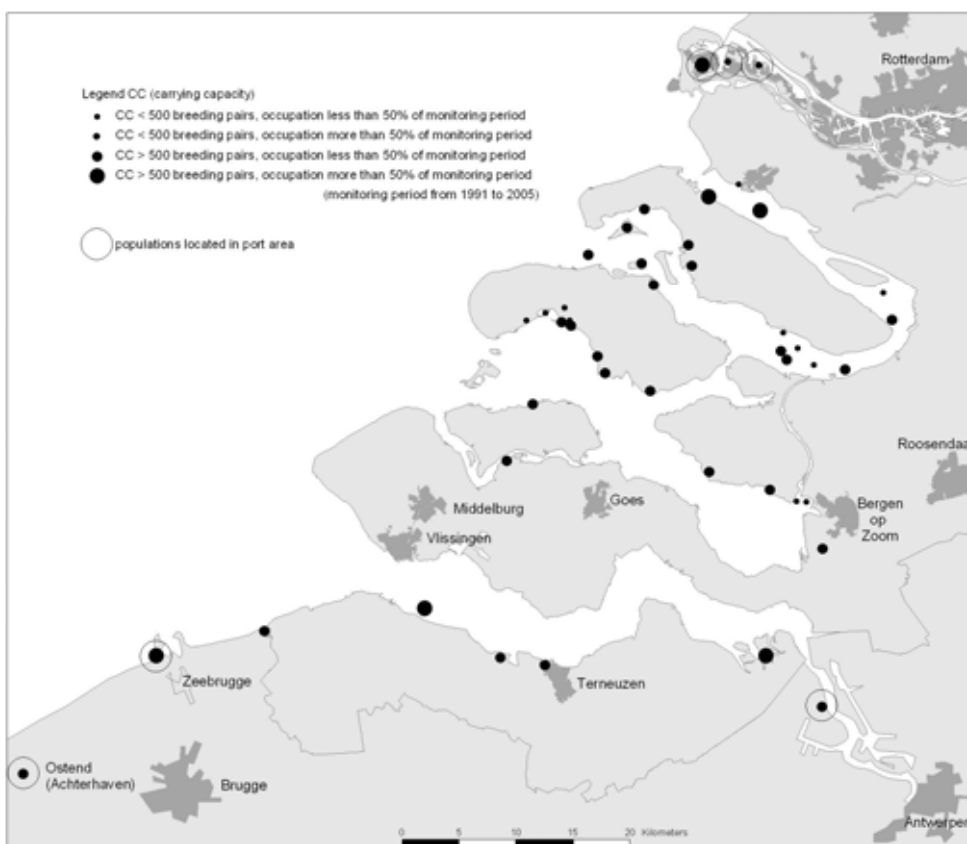 Rotterdam
Legend CC (carrying capacity)
CC < 500 breeding pairs, occupation less than 50% of monitoring period
CC < 500 breeding pairs, occupation more than 50% of monitoring period
CC > 500 breeding pairs, occupation less than 50% of monitoring period
CC > 500 breeding pairs, occupation more than 50% of monitoring period
(monitoring period from 1991 to 2005)
populations located in port area
Roosendaa
Middelburg
Goes
Bergen
op
Zoom
Vlissingen
Zeebrugge
Terneuzen
Ostend
(Achterhaven)
Brugge
Antwerpen
0 5 10 15 20 Kilometers